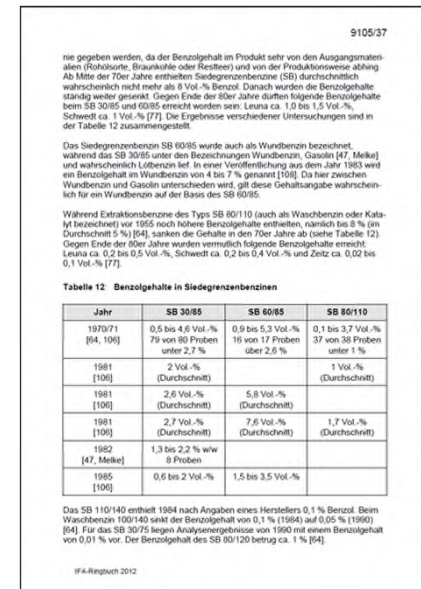 9105/37
nie gegeben werden, da der Benzolgehalt im Produkt sehr von den Ausgangsmateri-
alien (Rohölsorte, Braunkohle oder Restteer) und von der Produktionsweise abhing.
Ab Mitte der 70er Jahre enthielten Siedegrenzenbenzine (SB) durchschnittlich
wahrscheinlich nicht mehr als 8 Vol.-% Benzol. Danach wurden die Benzolgehalte
ständig weiter gesenkt. Gegen Ende der 80er Jahre dürften folgende Benzolgehalte
beim SB 30/85 und 60/85 erreicht worden sein: Leuna ca. 1,0 bis 1,5 Vol.-%,
Schwedt ca. 1 Vol.-% [77]. Die Ergebnisse verschiedener Untersuchungen sind in
der Tabelle 12 zusammengestellt.
Das Siedegrenzenbenzin SB 60/85 wurde auch als Wundbenzin bezeichnet,
während das SB 30/85 unter den Bezeichnungen Wundbenzin, Gasolin [47, Melke]
und wahrscheinlich Lötbenzin lief. In einer Veröffentlichung aus dem Jahr 1983 wird
ein Benzolgehalt im Wundbenzin von 4 bis 7 % genannt [108]. Da hier zwischen
Wundbenzin und Gasolin unterschieden wird, gilt diese Gehaltsangabe wahrschein-
lich für ein Wundbenzin auf der Basis des SB 60/85.
Während Extraktionsbenzine des Typs SB 80/110 (auch als Waschbenzin oder Kata-
lyt bezeichnet) vor 1955 noch höhere Benzolgehalte enthielten, nämlich bis 8 % (im
Durchschnitt 5 %) [64], sanken die Gehalte in den 70er Jahre ab (siehe Tabelle 12).
Gegen Ende der 80er Jahre wurden vermutlich folgende Benzolgehalte erreicht:
Leuna ca. 0,2 bis 0,5 Vol.-%, Schwedt ca. 0,2 bis 0,4 Vol.-% und Zeitz ca. 0,02 bis
0,1 Vol.-% [77].
Tabelle 12: Benzolgehalte in Siedegrenzenbenzinen
Jahr SB 30/85 SB 60/85 SB 80/110
1970/71 0,5 bis 4,6 Vol.-% 0,9 bis 5,3 Vol.-% 0,1 bis 3,7 Vol.-%
[64, 106] 79 von 80 Proben 16 von 17 Proben 37 von 38 Proben
unter 2,7 % über 2,6 % unter 1 %
1981 2 Vol.-% 1 Vol.-%
[106] (Durchschnitt) (Durchschnitt)
1981 2,6 Vol.-% 5,8 Vol.-%
[106] (Durchschnitt) (Durchschnitt)
1981 2,7 Vol.-% 7,6 Vol.-% 1,7 Vol.-%
[106] (Durchschnitt) (Durchschnitt) (Durchschnitt)
1982 1,3 bis 2,2 % w/w
[47, Melke] 8 Proben
1985 0,6 bis 2 Vol.-% 1,5 bis 3,5 Vol.-%
[106]
Das SB 110/140 enthielt 1984 nach Angaben eines Herstellers 0,1 % Benzol. Beim
Waschbenzin 100/140 sinkt der Benzolgehalt von 0,1 % (1984) auf 0,05 % (1990)
[64]. Für das SB 30/75 liegen Analysenergebnisse von 1990 mit einem Benzolgehalt
von 0,01 % vor. Der Benzolgehalt des SB 80/120 betrug ca. 1 % [64].
IFA-Ringbuch 2012